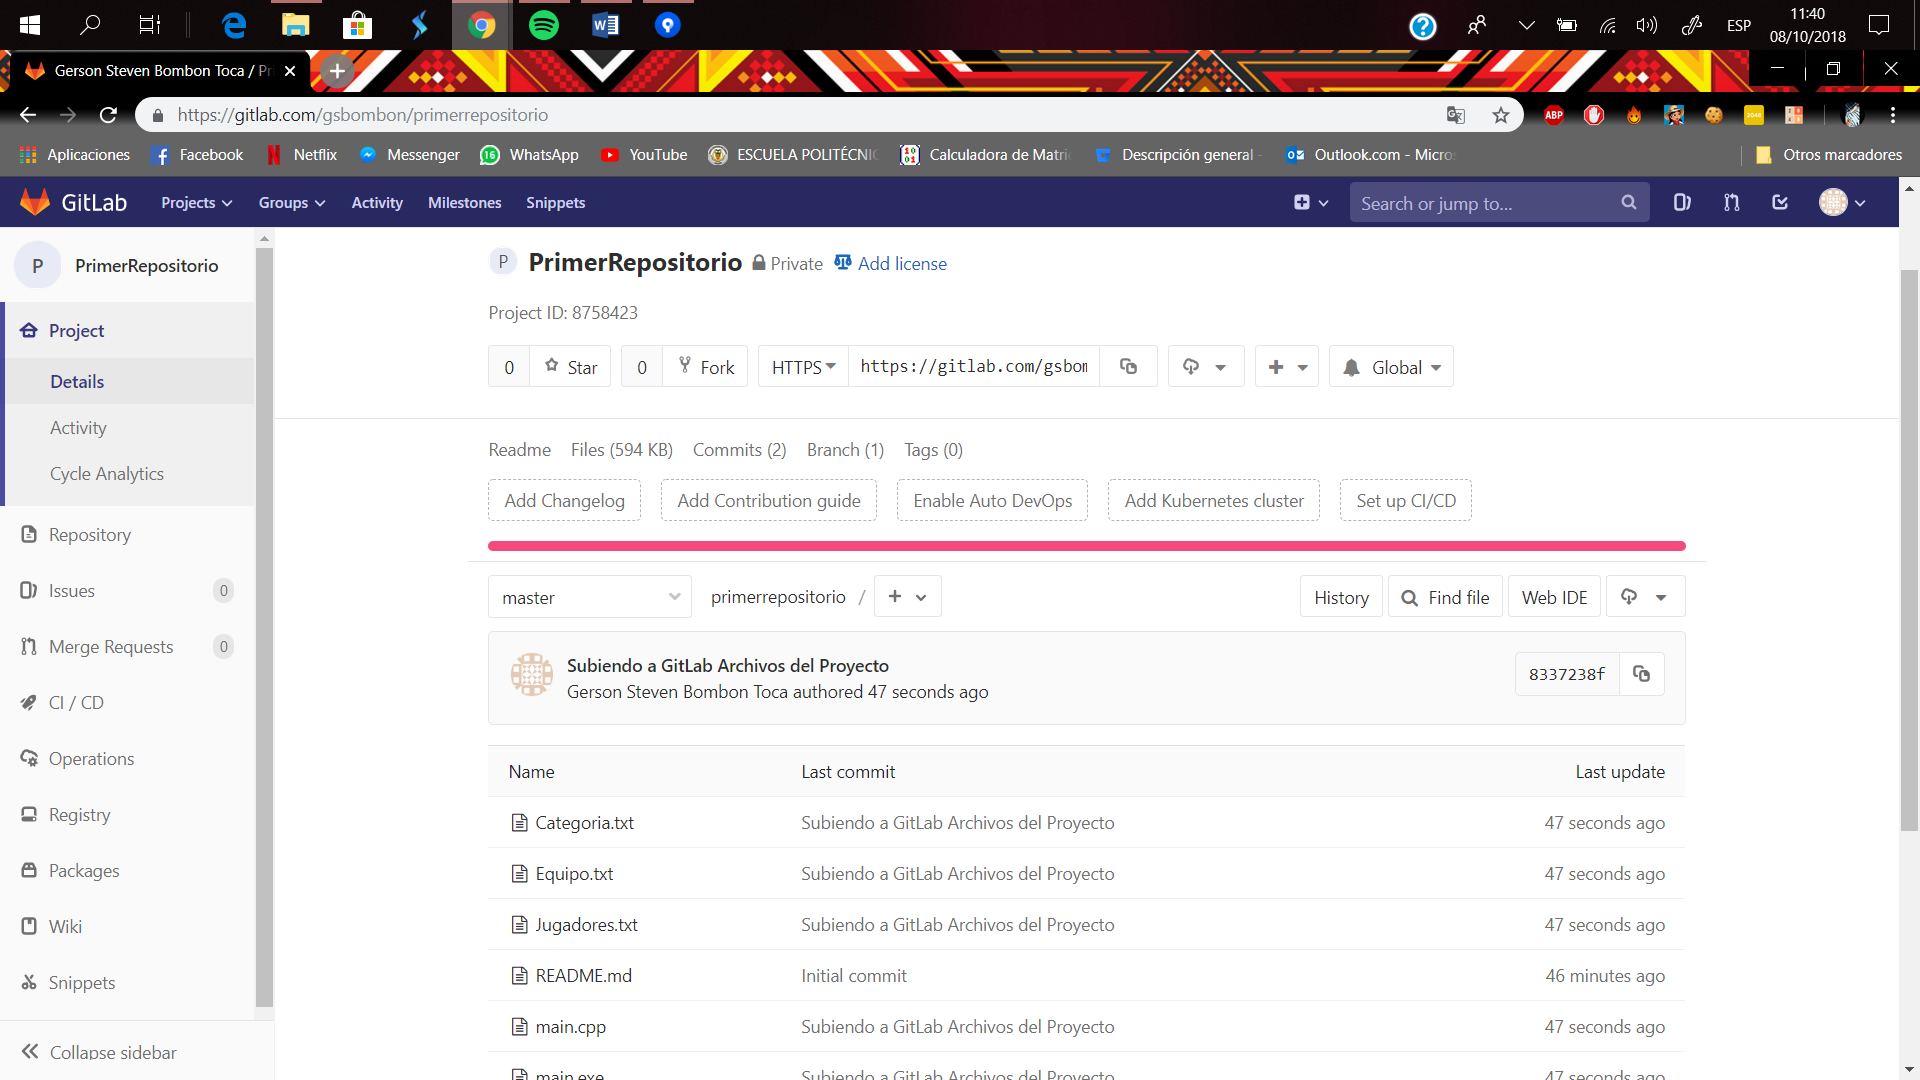 ESP
11:40
08/10/2018
Gerson Steven Bombon Toca / Pr
https://gitlab.com/gsbombon/primerrepositorio
ABP
Aplicaciones
Facebook
Netflix
Messenger
16
WhatsApp
YouTube
ESCUELA POLITÉCNIC
Calculadora de Matri
Descripción general -
Outlook.com - Micros
Otros marcadores
GitLab
Projects
Groups
Activity
Milestones
Snippets
Search or jump to...
P
PrimerRepositorio
Project
Details
Activity
Cycle Analytics
Repository
Issues
0
Merge Requests
0
CI / CD
Operations
Registry
Packages
Wiki
Snippets
Collapse sidebar
P
PrimerRepositorio
Private
Add license
Project ID: 8758423
0
Star
0
Fork
HTTPS
https://gitlab.com/gsbom
Global
Readme
Files (594 KB)
Commits (2)
Branch (1)
Tags (0)
Add Changelog
Add Contribution guide
Enable Auto DevOps
Add Kubernetes cluster
Set up CI/CD
master
primerrepositorio /
History
Find file
Web IDE
Subiendo a GitLab Archivos del Proyecto
Gerson Steven Bombon Toca authored 47 seconds ago
8337238f
Name Last commit Last update
Categoria.txt Subiendo a GitLab Archivos del Proyecto 47 seconds ago
Equipo.txt Subiendo a GitLab Archivos del Proyecto 47 seconds ago
Jugadores.txt Subiendo a GitLab Archivos del Proyecto 47 seconds ago
README.md Initial commit 46 minutes ago
main.cpp Subiendo a GitLab Archivos del Proyecto 47 seconds ago
main.exe Subiendo a GitLab Archivos del Proyecto 47 seconds ago